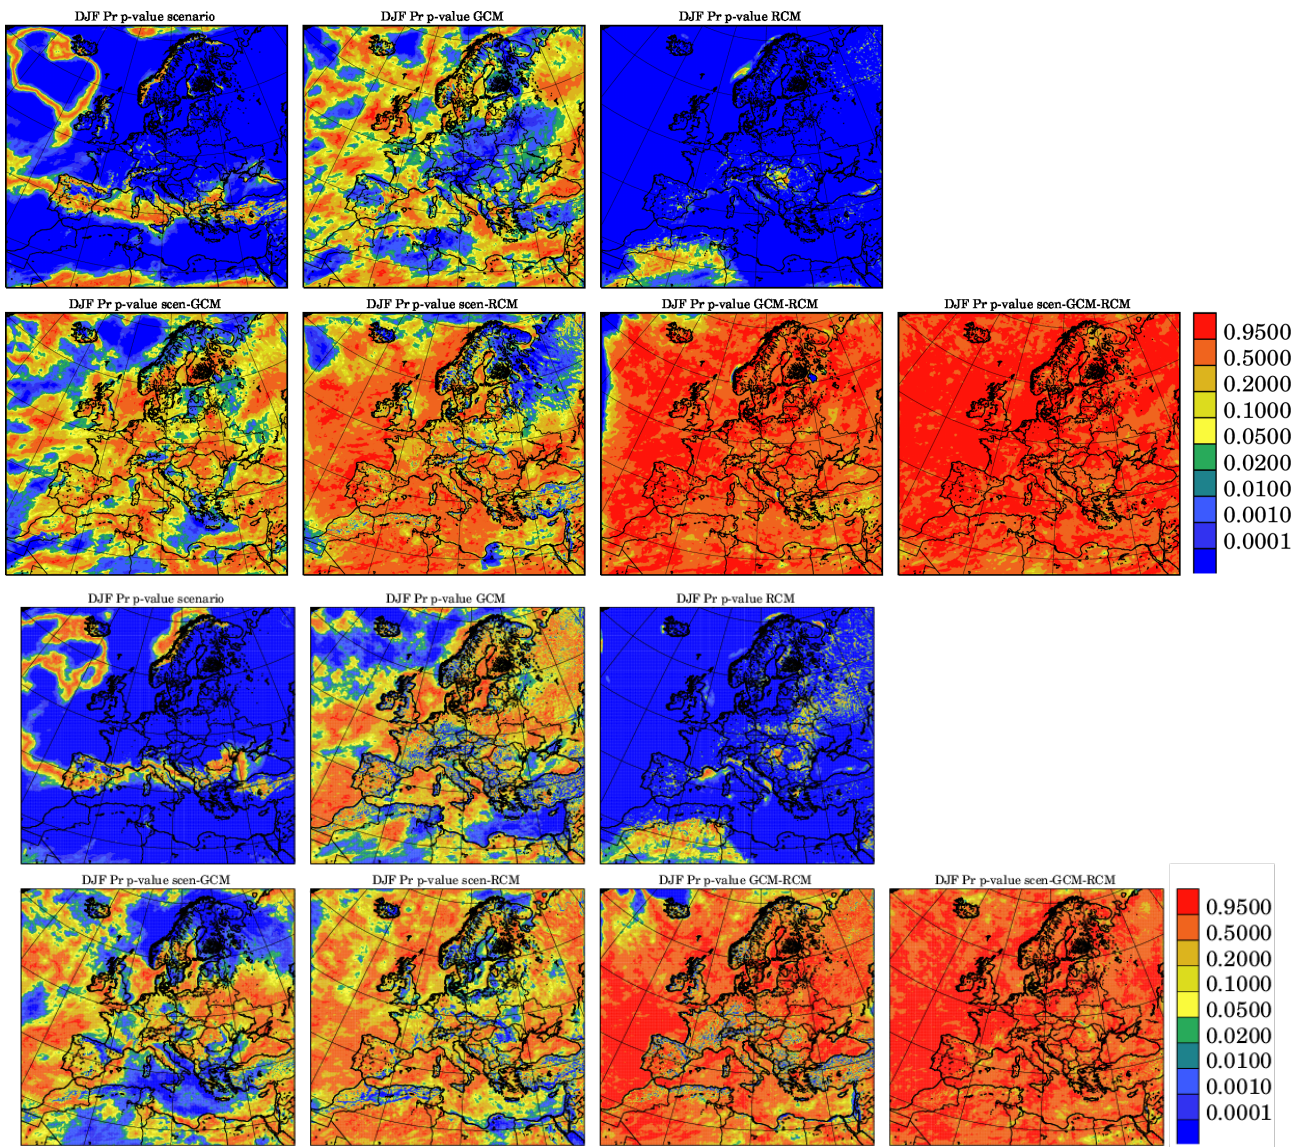 DJF Pr p-value scenario
DJF Pr p-value GCM
DJF Pr p-value RCM
DJF Pr p-value scen-GCM
DJF Pr p-value scen-RCM
DJF Pr p-value GCM-RCM
DJF Pr p-value scen-GCM-RCM
0.9500
0.5000
0.2000
0.1000
0.0500
0.0200
0.0100
0.0010
0.0001
DJF Pr p-value scenario
DJF Pr p-value GCM
DJF Pr p-value RCM
DJF Pr p-value scen-GCM
DJF Pr p-value scen-RCM
DJF Pr p-value GCM-RCM
DJF Pr p-value scen-GCM-RCM
0.9500
0.5000
0.2000
0.1000
0.0500
0.0200
0.0100
0.0010
0.0001